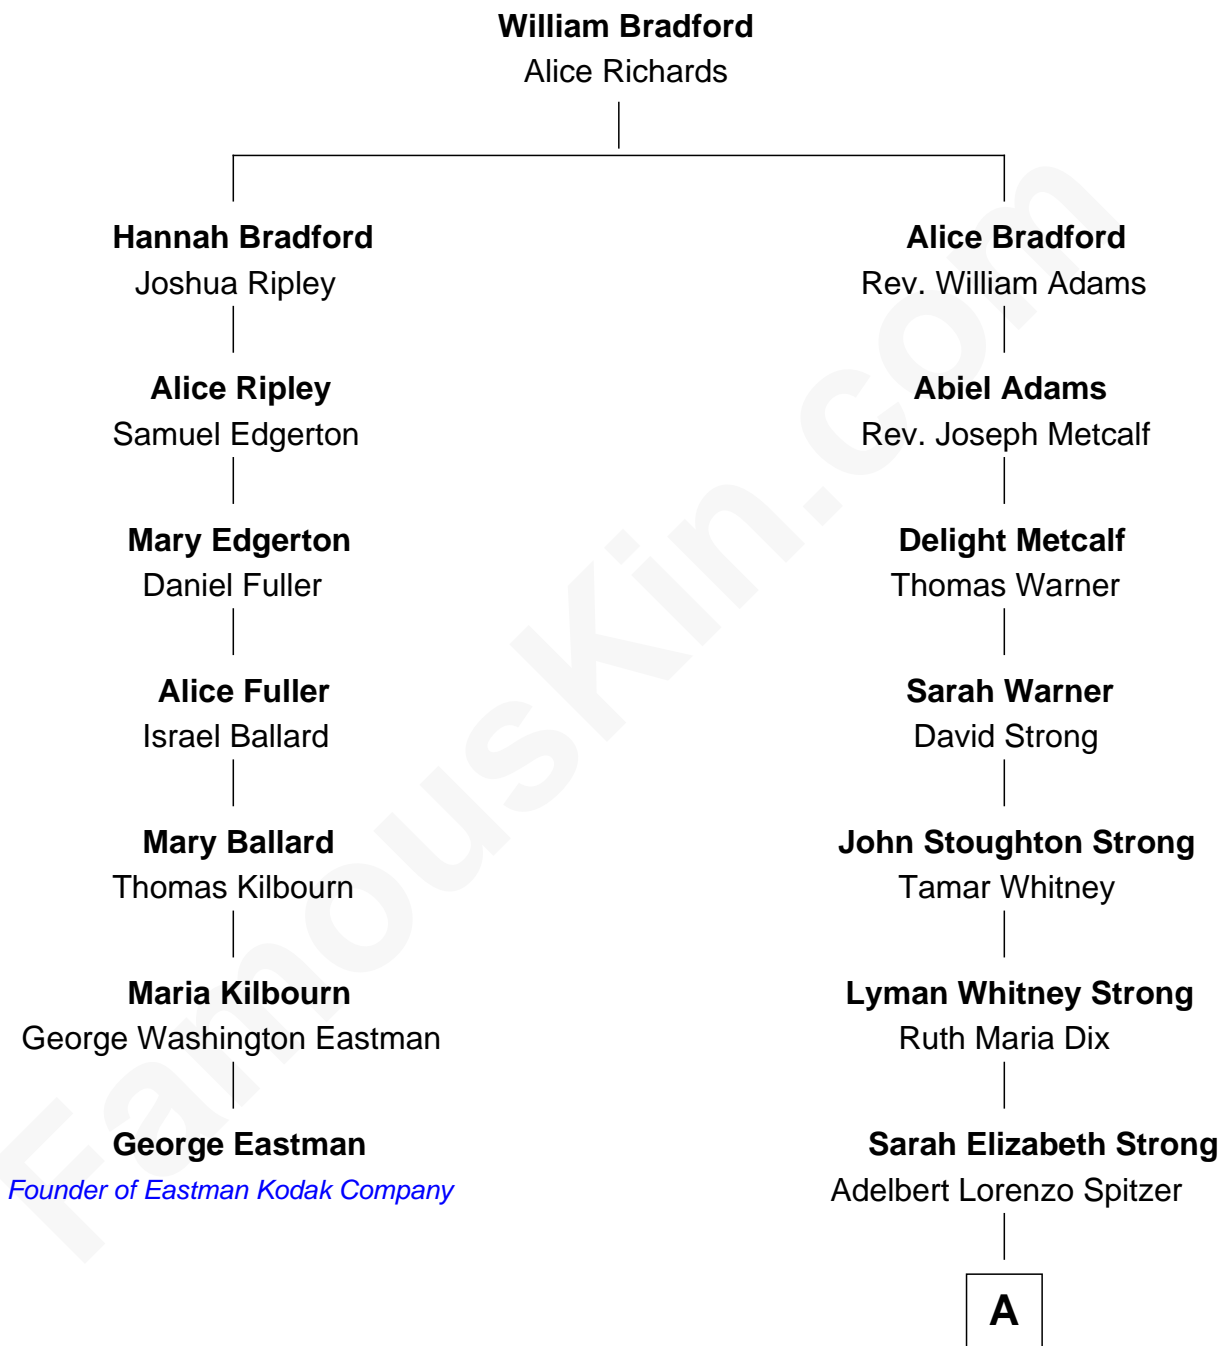 William Bradford
Alice Richards
Hannah Bradford
Joshua Ripley
Alice Ripley
Samuel Edgerton
Mary Edgerton
Daniel Fuller
Alice Fuller
Israel Ballard
Mary Ballard
Thomas Kilbourn
Maria Kilbourn
George Washington Eastman
George Eastman
Founder of Eastman Kodak Company
Alice Bradford
Rev. William Adams
Abiel Adams
Rev. Joseph Metcalf
Delight Metcalf
Thomas Warner
Sarah Warner
David Strong
John Stoughton Strong
Tamar Whitney
Lyman Whitney Strong
Ruth Maria Dix
Sarah Elizabeth Strong
Adelbert Lorenzo Spitzer
A
FamousKin.com